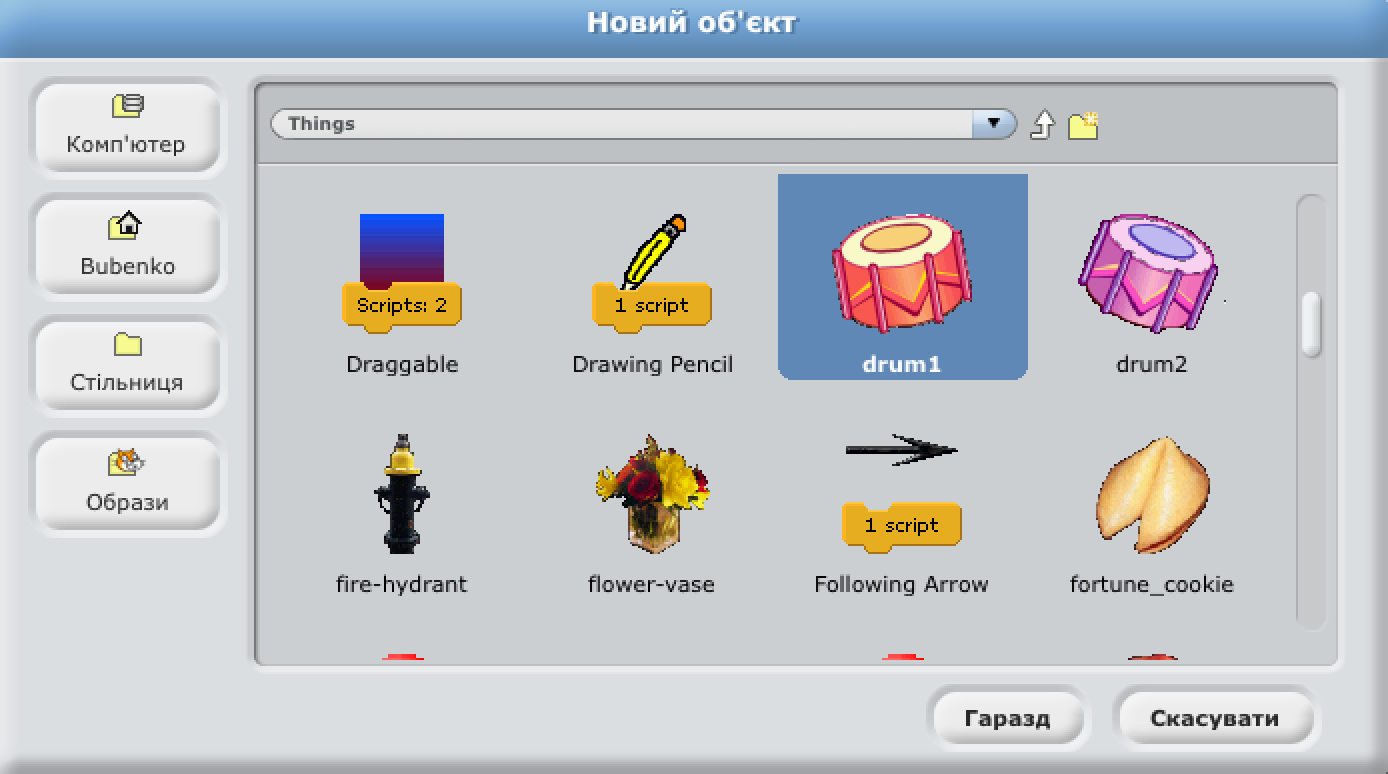 Новий об'єкт
Комп'ютер
Bubenko
Стільниця
Образи
Things
Scripts: 2
1 script
Draggable
Drawing Pencil
drum1
drum2
1 script
fire-hydrant
flower-vase
Following Arrow
fortune_cookie
Гаразд
Скасувати